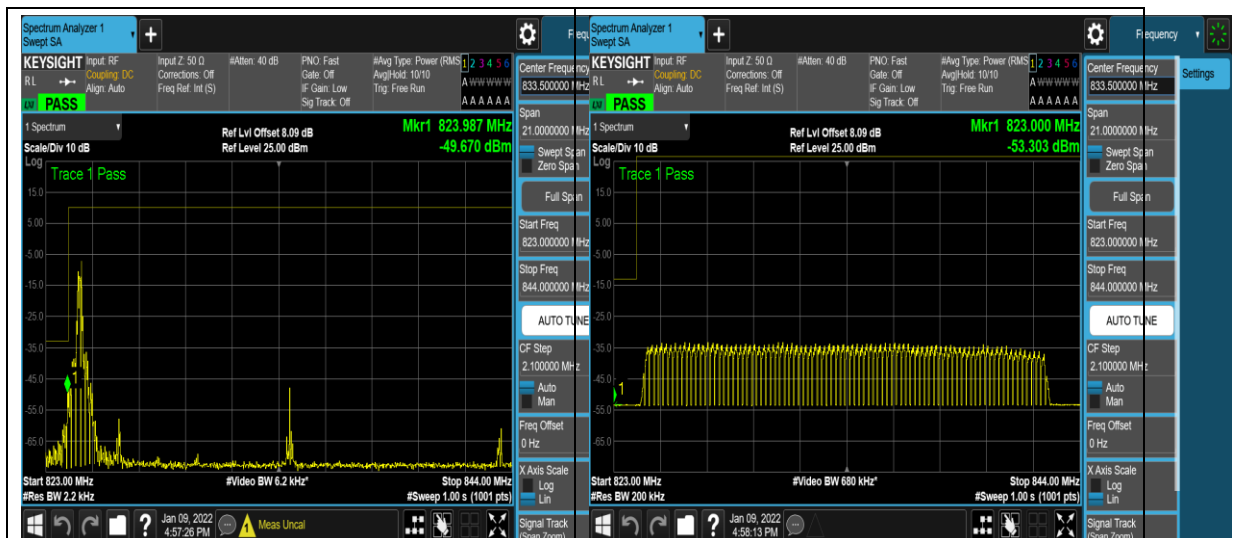 Spectrum Analyzer 1
Swept SA
+
Frequ
KEYSIGHT
RL
LVI PASS
Input: RF
Coupling: DC
Align: Auto
Input Z: 50 Ω
Corrections: Off
Freq Ref: Int (S)
#Atten: 40 dB
PNO: Fast
Gate: Off
IF Gain: Low
Sig Track: Off
#Avg Type: Power (RMS
Avg|Hold: 10/10
Trig: Free Run
1 2 3 4 5 6
A W W W W W
A A A A A A
1 Spectrum
Scale/Div 10 dB
Log
Ref Lvl Offset 8.09 dB
Ref Level 25.00 dBm
Mkr1 823.987 MHz
-49.670 dBm
Trace 1 Pass
15.0
5.00
-5.00
-15.0
-25.0
-35.0
-45.0
-55.0
-65.0
1
Start 823.00 MHz
#Res BW 2.2 kHz
#Video BW 6.2 kHz*
Stop 844.00 MHz
#Sweep 1.00 s (1001 pts)
?
Jan 09, 2022
4:57:26 PM
Meas Uncal
Center Frequency
833.500000 MHz
Span
21.0000000 MHz
Swept Span
Zero Span
Full Span
Start Freq
823.000000 MHz
Stop Freq
844.000000 MHz
AUTO TUNE
CF Step
2.100000 MHz
Auto
Man
Freq Offset
0 Hz
X Axis Scale
Log
Lin
Signal Track
(Span Zoom)
Spectrum Analyzer 1
Swept SA
+
Frequency
Settings
KEYSIGHT
RL
LVI PASS
Input: RF
Coupling: DC
Align: Auto
Input Z: 50 Ω
Corrections: Off
Freq Ref: Int (S)
#Atten: 40 dB
PNO: Fast
Gate: Off
IF Gain: Low
Sig Track: Off
#Avg Type: Power (RMS
Avg|Hold: 10/10
Trig: Free Run
1 2 3 4 5 6
A W W W W W
A A A A A A
1 Spectrum
Scale/Div 10 dB
Log
Ref Lvl Offset 8.09 dB
Ref Level 25.00 dBm
Mkr1 823.000 MHz
-53.303 dBm
Trace 1 Pass
15.0
5.00
-5.00
-15.0
-25.0
-35.0
-45.0
-55.0
-65.0
1
Start 823.00 MHz
#Res BW 200 kHz
#Video BW 680 kHz*
Stop 844.00 MHz
#Sweep 1.00 s (1001 pts)
?
Jan 09, 2022
4:58:13 PM
Center Frequency
833.500000 MHz
Span
21.0000000 MHz
Swept Span
Zero Span
Full Span
Start Freq
823.000000 MHz
Stop Freq
844.000000 MHz
AUTO TUNE
CF Step
2.100000 MHz
Auto
Man
Freq Offset
0 Hz
X Axis Scale
Log
Lin
Signal Track
(Span Zoom)